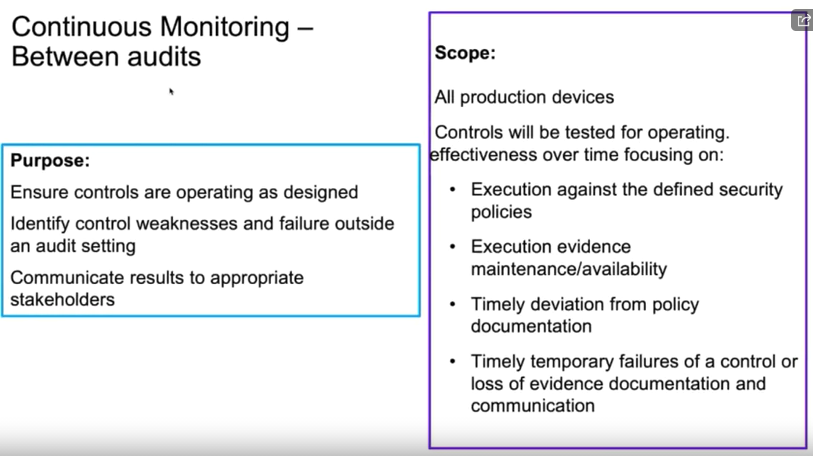 Continuous Monitoring –
Between audits
Purpose:
Ensure controls are operating as designed
Identify control weaknesses and failure outside
an audit setting
Communicate results to appropriate
stakeholders
Scope:
All production devices
Controls will be tested for operating.
effectiveness over time focusing on:
• Execution against the defined security
policies
• Execution evidence
maintenance/availability
• Timely deviation from policy
documentation
• Timely temporary failures of a control or
loss of evidence documentation and
communication